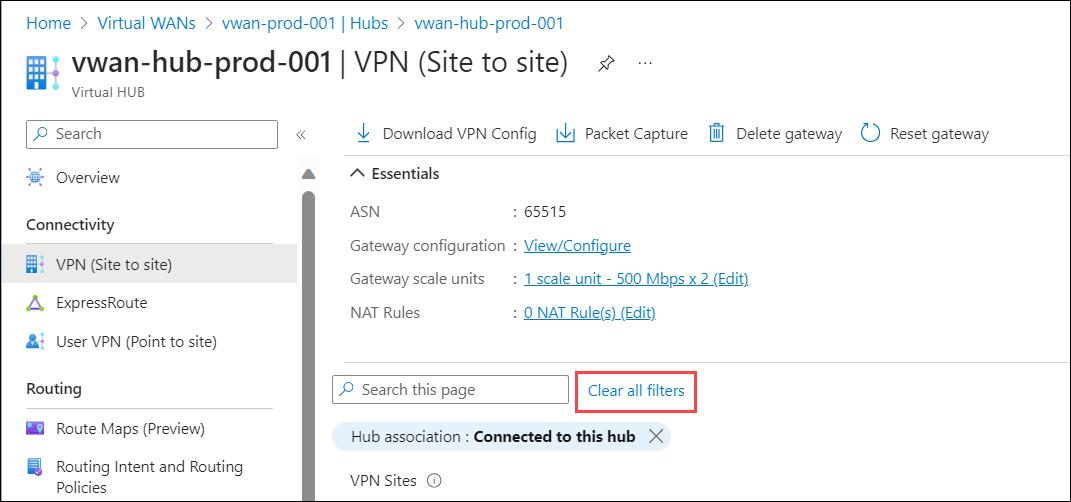 Home > Virtual WANs > vwan-prod-001 | Hubs > vwan-hub-prod-001
vwan-hub-prod-001 | VPN (Site to site) ...
Virtual HUB
Search «
Overview
Connectivity
VPN (Site to site)
ExpressRoute
User VPN (Point to site)
Routing
Route Maps (Preview)
Routing Intent and Routing
Policies
Download VPN Config Packet Capture Delete gateway Reset gateway
Essentials
ASN : 65515
Gateway configuration : View/Configure
Gateway scale units : 1 scale unit - 500 Mbps x 2 (Edit)
NAT Rules : 0 NAT Rule(s) (Edit)
Search this page Clear all filters
Hub association : Connected to this hub
VPN Sites